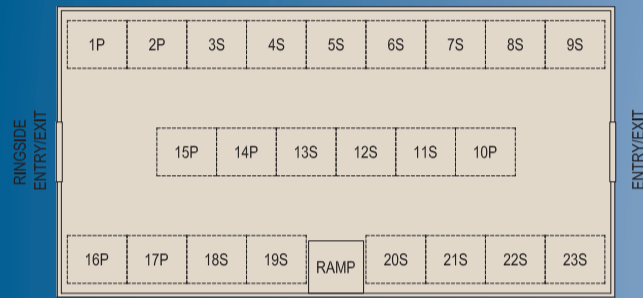 1P 2P 3S 4S 5S 6S 7S 8S 9S
RINGSIDE
ENTRY/EXIT
15P 14P 13S 12S 11S 10P
ENTRY/EXIT
16P 17P 18S 19S RAMP 20S 21S 22S 23S